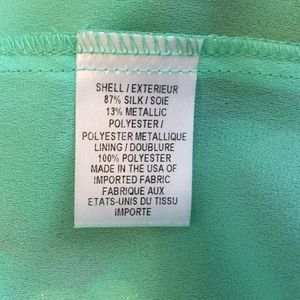 SHELL / EXTERIEUR
87% SILK / SOIE
13% METALLIC
POLYESTER /
POLYESTER METALLIQUE
LINING / DOUBLURE
100% POLYESTER
MADE IN THE USA OF
IMPORTED FABRIC
FABRIQUE AUX
ETATS-UNIS DU TISSU
IMPORTE